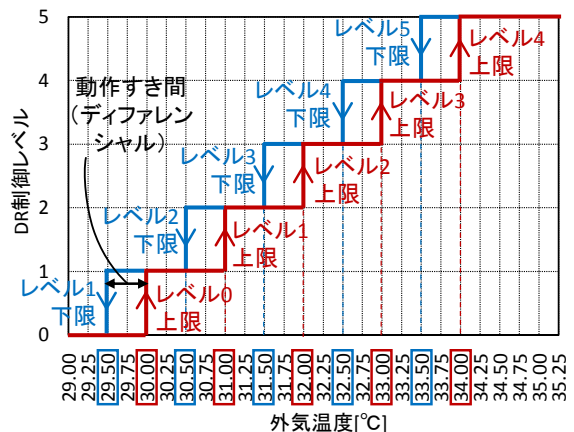 5
4
3
2
1
0
DR制御レベル
動作すき間
（ディファレン
シャル）
レベル5
下限
レベル4
上限
レベル4
下限
レベル3
上限
レベル3
下限
レベル2
上限
レベル2
下限
レベル1
上限
レベル1
下限
レベル0
上限
29.00
29.25
29.50
29.75
30.00
30.25
30.50
30.75
31.00
31.25
31.50
31.75
32.00
32.25
32.50
32.75
33.00
33.25
33.50
33.75
34.00
34.25
34.50
34.75
35.00
35.25
外気温度[℃]